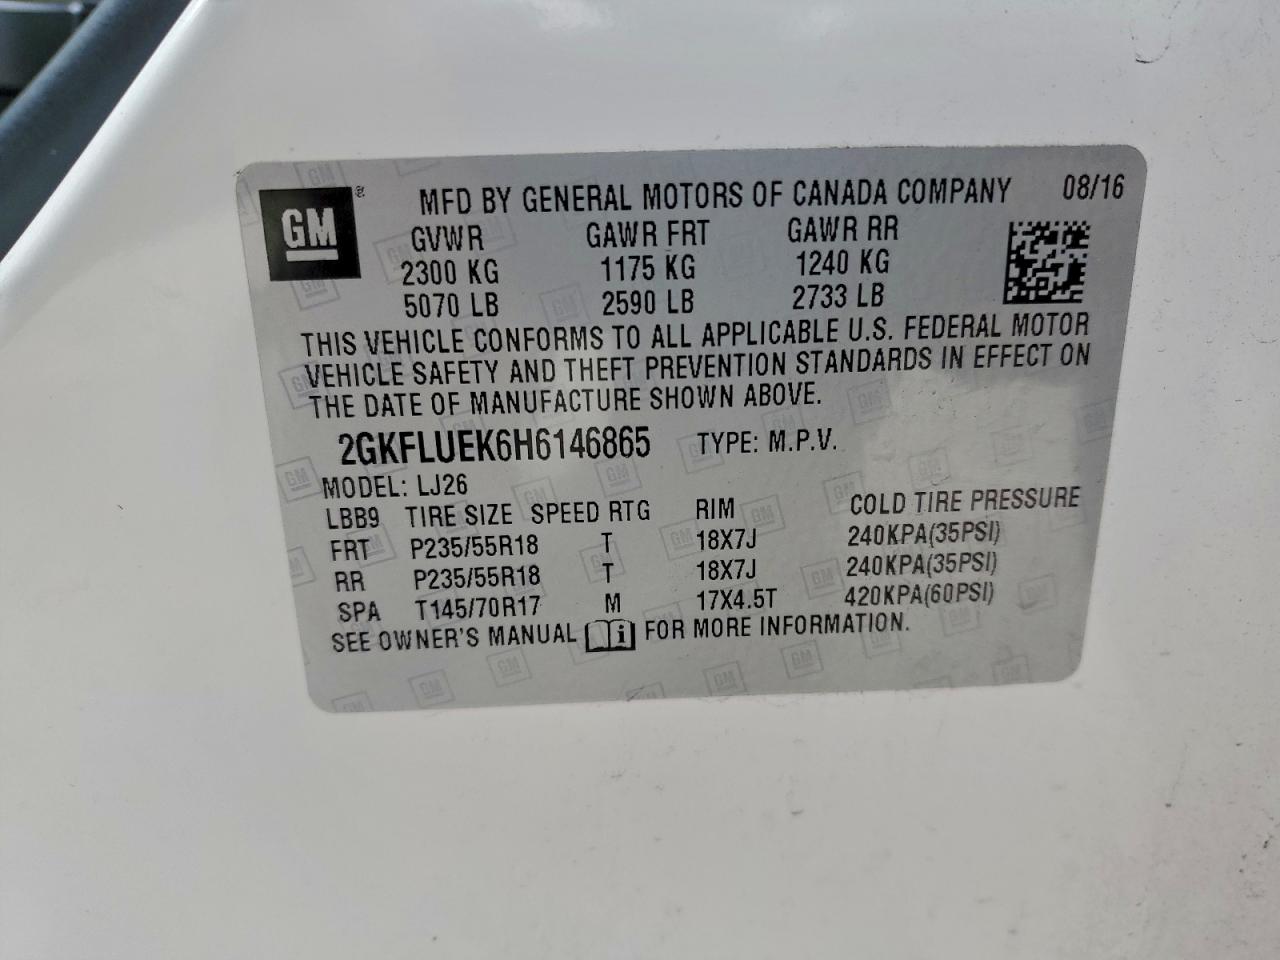 GM ® MFD BY GENERAL MOTORS OF CANADA COMPANY 08/16
GVWR GAWR FRT GAWR RR
2300 KG 1175 KG 1240 KG
5070 LB 2590 LB 2733 LB
THIS VEHICLE CONFORMS TO ALL APPLICABLE U.S. FEDERAL MOTOR
VEHICLE SAFETY AND THEFT PREVENTION STANDARDS IN EFFECT ON
THE DATE OF MANUFACTURE SHOWN ABOVE.
2GKFLUEK6H6146865 TYPE: M.P.V.
MODEL: LJ26
LBB9 TIRE SIZE SPEED RTG RIM COLD TIRE PRESSURE
FRT P235/55R18 T 18X7J 240KPA(35PSI)
RR P235/55R18 T 18X7J 240KPA(35PSI)
SPA T145/70R17 M 17X4.5T 420KPA(60PSI)
SEE OWNER'S MANUAL i FOR MORE INFORMATION.